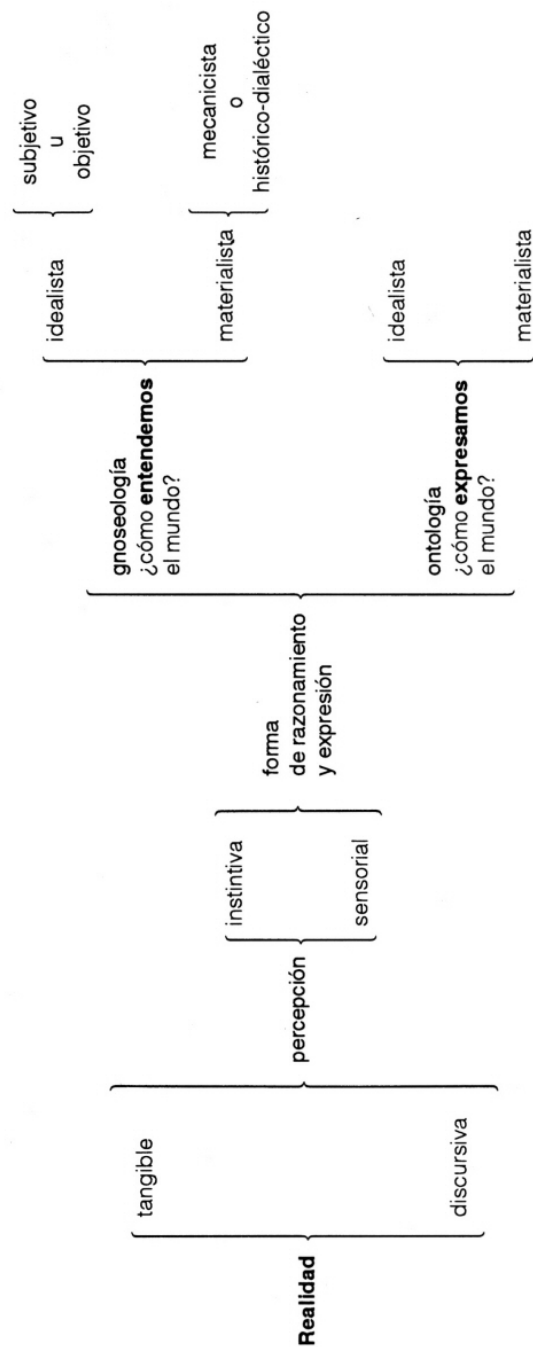 Realidad
tangible
discursiva
percepción
instintiva
sensorial
forma
de razonamiento
y expresión
gnoseología
¿cómo entendemos
el mundo?
ontología
¿cómo expresamos
el mundo?
idealista
materialista
idealista
materialista
subjetivo
u
objetivo
mecanicista
o
histórico-dialéctico